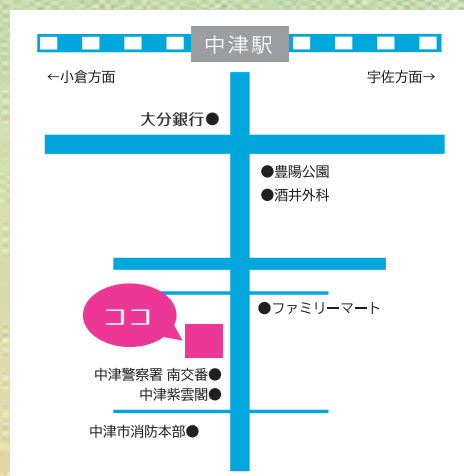 中津駅
←小倉方面
宇佐方面→
大分銀行●
●豊陽公園
●酒井外科
●ファミリーマート
ココ
中津警察署 南交番●
中津紫雲閣●
中津市消防本部●